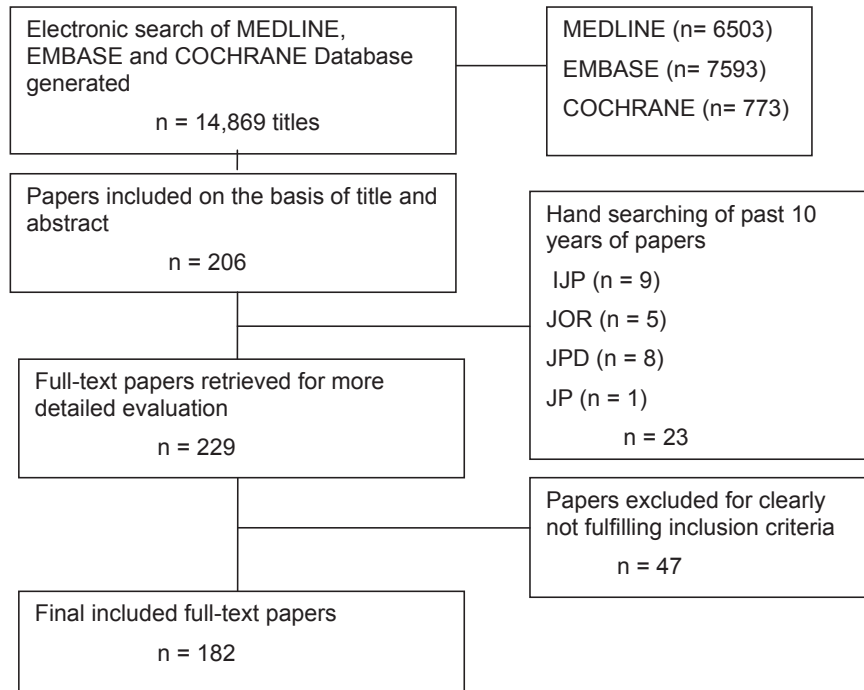 Electronic search of MEDLINE,
EMBASE and COCHRANE Database
generated
n = 14,869 titles
MEDLINE (n= 6503)
EMBASE (n= 7593)
COCHRANE (n= 773)
Papers included on the basis of title and
abstract
n = 206
Hand searching of past 10
years of papers
IJP (n = 9)
JOR (n = 5)
JPD (n = 8)
JP (n = 1)
n = 23
Full-text papers retrieved for more
detailed evaluation
n = 229
Papers excluded for clearly
not fulfilling inclusion criteria
n = 47
Final included full-text papers
n = 182